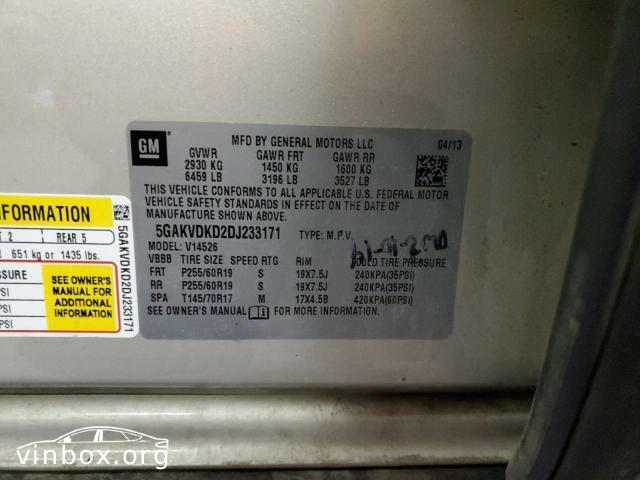 GM
MFD BY GENERAL MOTORS LLC 04/13
GVWR GAWR FRT GAWR RR
2930 KG 1450 KG 1600 KG
6459 LB 3196 LB 3527 LB
THIS VEHICLE CONFORMS TO ALL APPLICABLE U.S. FEDERAL MOTOR
VEHICLE SAFETY STANDARDS IN EFFECT ON THE DATE OF
MANUFACTURE SHOWN ABOVE.
5GAKVDKD2DJ233171 TYPE: M.P.V.
MODEL: V14526
VBBB TIRE SIZE SPEED RTG RIM COLD TIRE PRESSURE
FRT P255/60R19 S 19X7.5J 240KPA(35PSI)
RR P255/60R19 S 19X7.5J 240KPA(35PSI)
SPA T145/70R17 M 17X4.5B 420KPA(60PSI)
SEE OWNER'S MANUAL FOR MORE INFORMATION.
INFORMATION
T 2 REAR 5
651 kg or 1435 lbs.
SSURE
PSI
PSI
PSI
SEE OWNER'S
MANUAL FOR
ADDITIONAL
INFORMATION
5GAKVDKD2DJ233171
vinbox.org